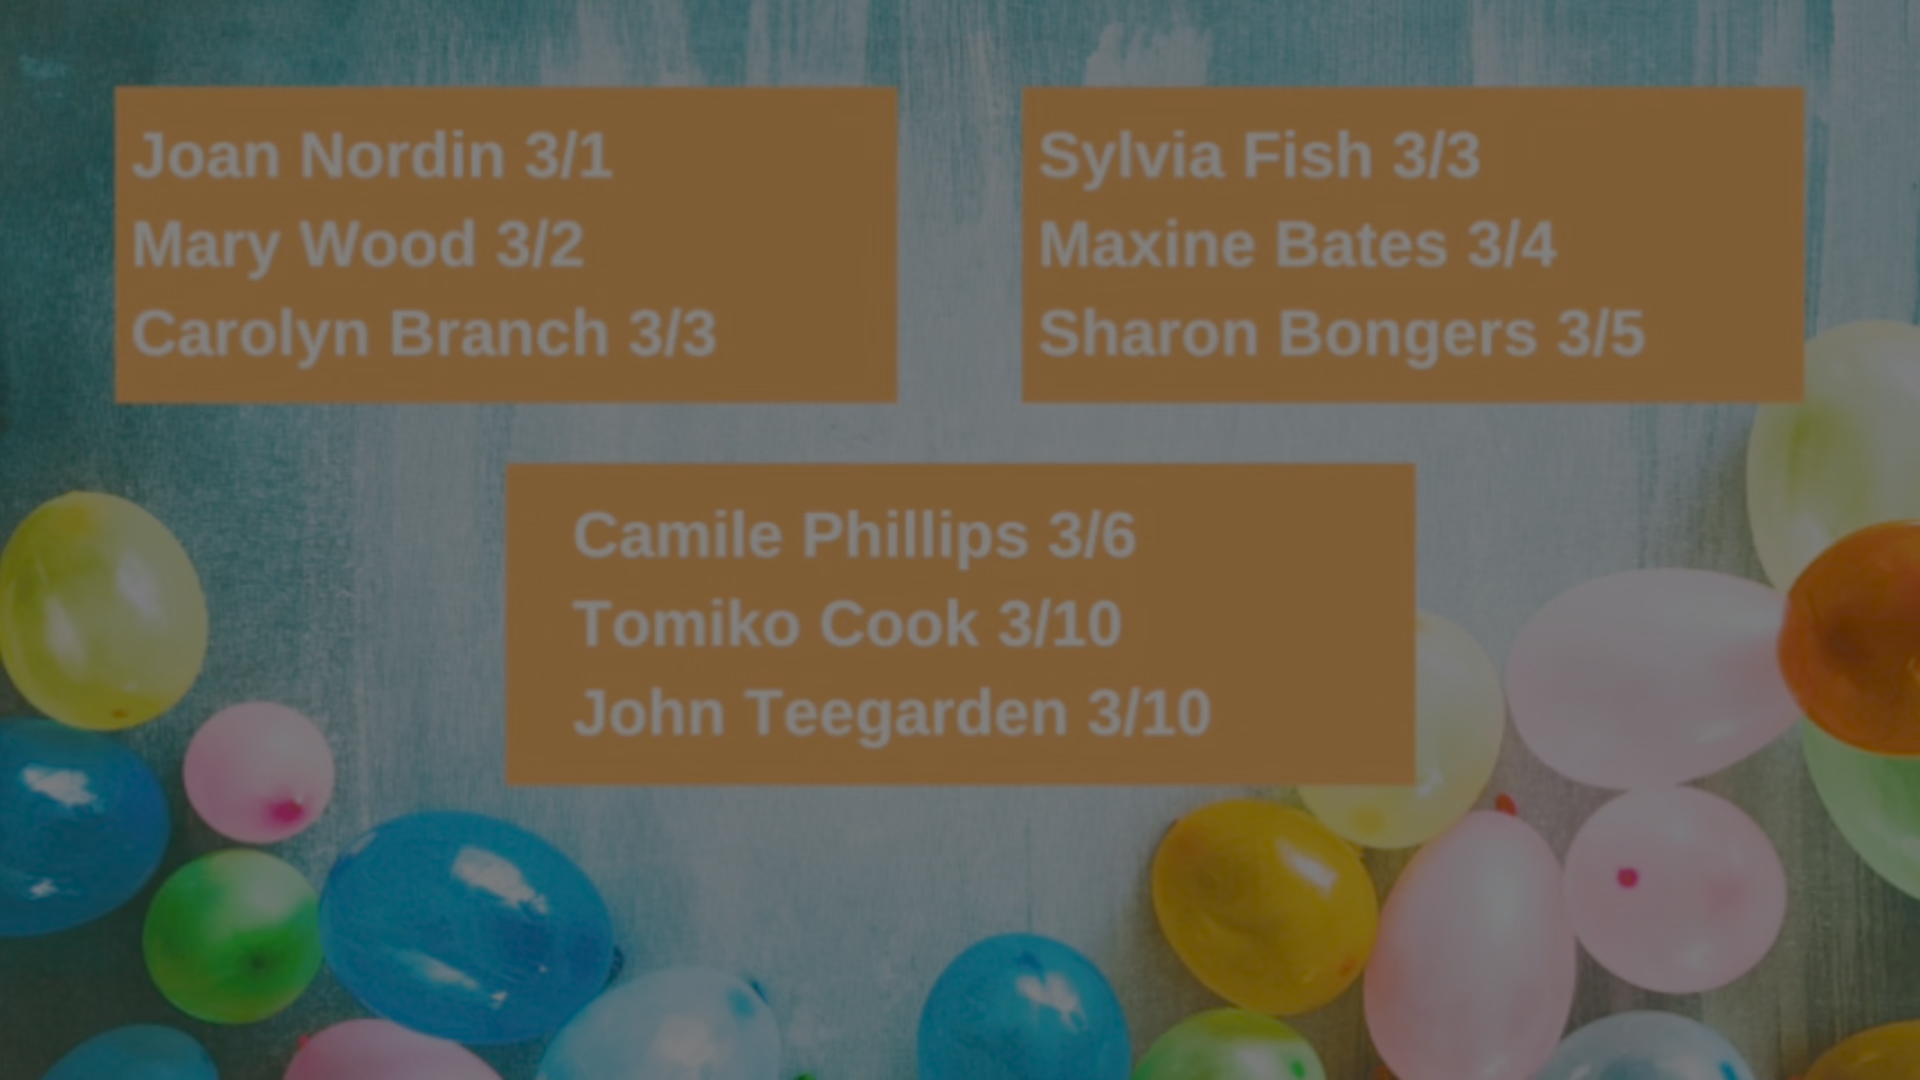 Joan Nordin 3/1
Mary Wood 3/2
Carolyn Branch 3/3
Sylvia Fish 3/3
Maxine Bates 3/4
Sharon Bongers 3/5
Camile Phillips 3/6
Tomiko Cook 3/10
John Teegarden 3/10